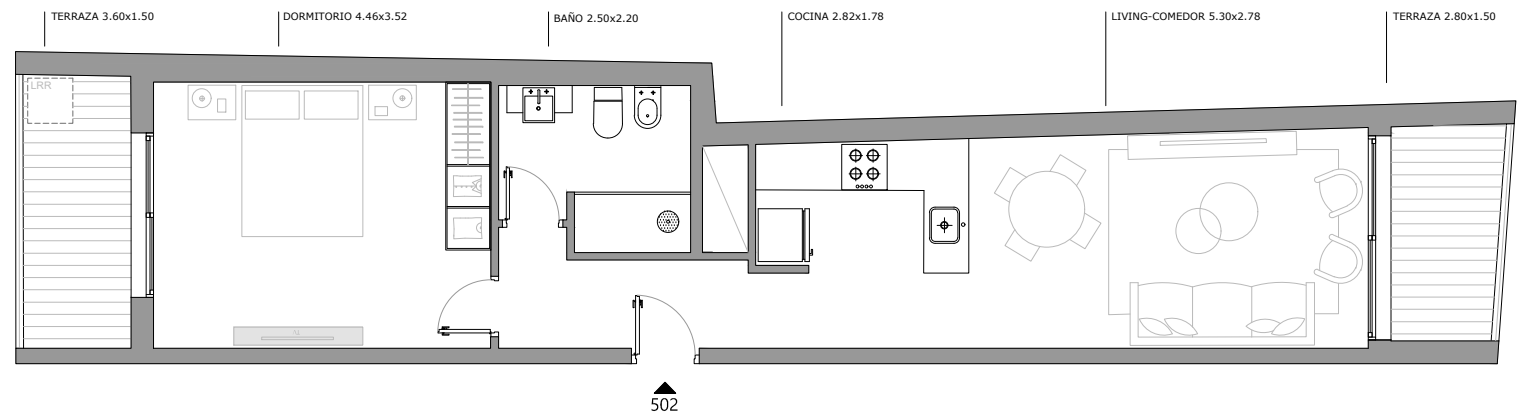 TERRAZA 3.60x1.50
DORMITORIO 4.46x3.52
BAÑO 2.50x2.20
COCINA 2.82x1.78
LIVING-COMEDOR 5.30x2.78
TERRAZA 2.80x1.50
LRR
502